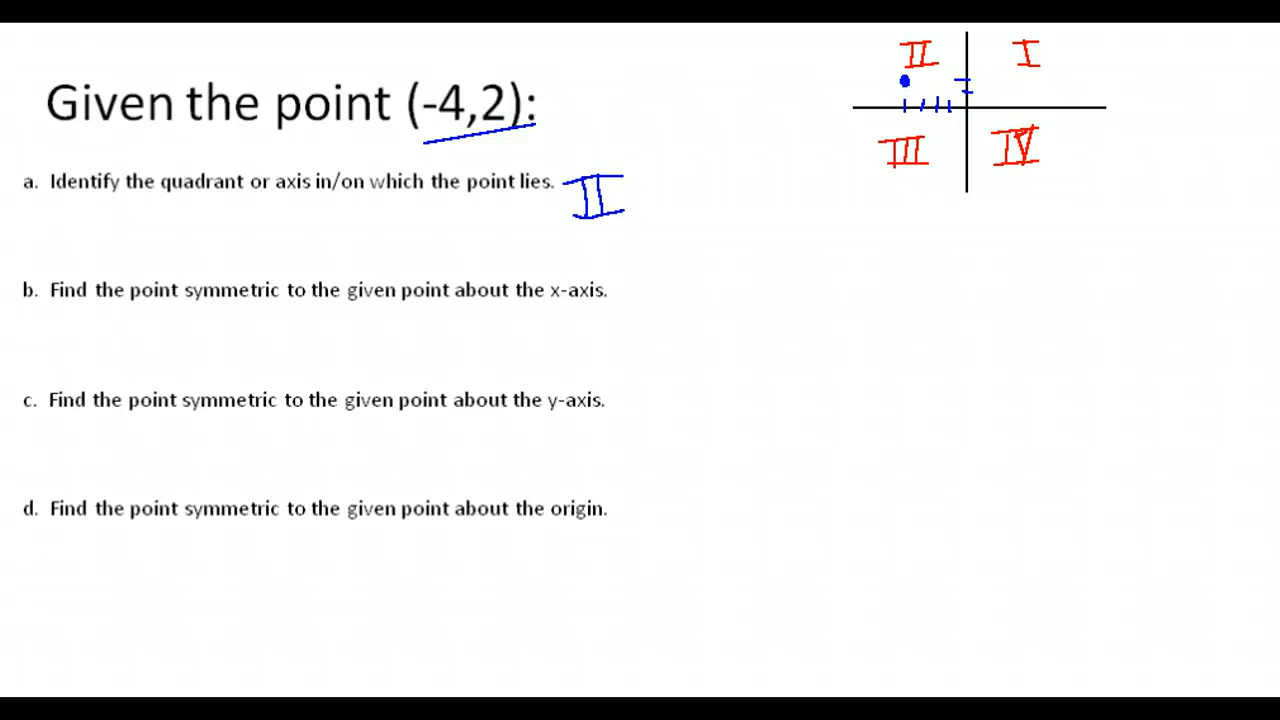 II I
Given the point (-4,2):
III IV
a. Identify the quadrant or axis in/on which the point lies. II
b. Find the point symmetric to the given point about the x-axis.
c. Find the point symmetric to the given point about the y-axis.
d. Find the point symmetric to the given point about the origin.